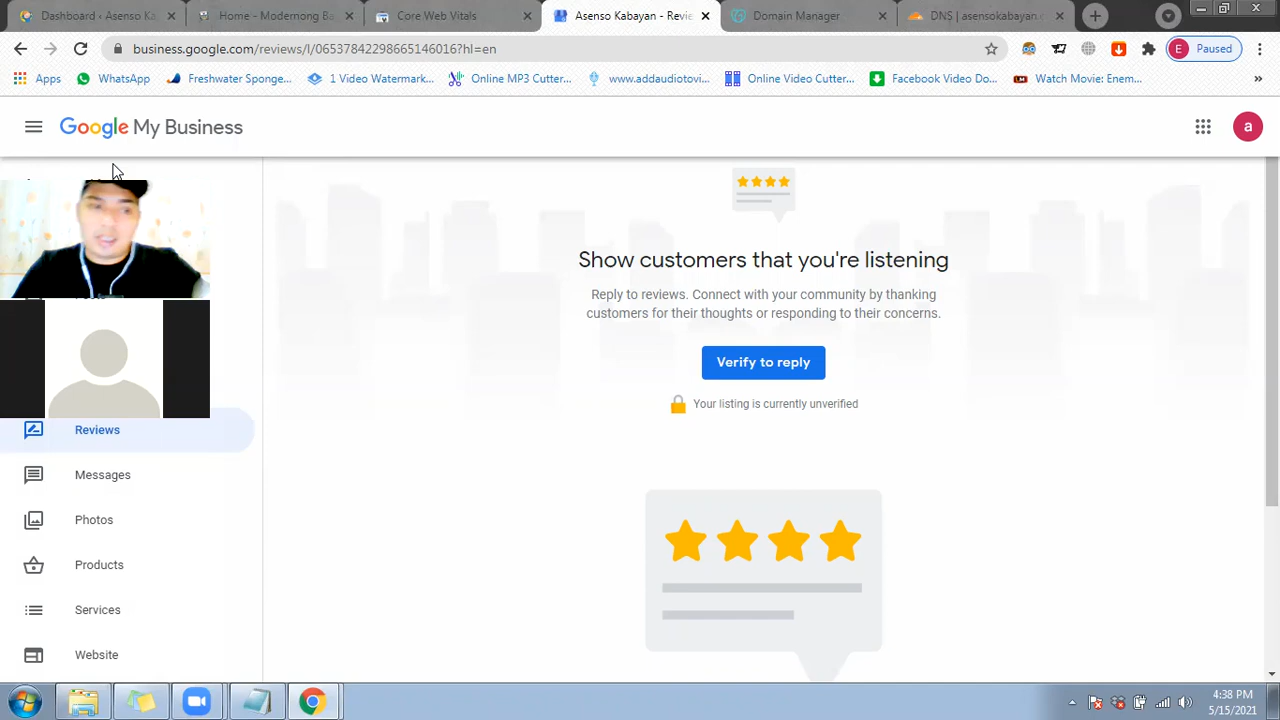 Dashboard ‹ Asenso Ka
Home - Modernong Ba
Core Web Vitals
Asenso Kabayan - Revie
Domain Manager
DNS | asensokabayan.c
business.google.com/reviews/l/06537842298665146016?hl=en
E
Paused
Apps
WhatsApp
Freshwater Sponge...
1 Video Watermark...
Online MP3 Cutter...
www.addaudiotovi...
Online Video Cutter...
Facebook Video Do...
Watch Movie: Enem...
»
Google My Business
a
Show customers that you're listening
Reply to reviews. Connect with your community by thanking
customers for their thoughts or responding to their concerns.
Verify to reply
Your listing is currently unverified
Reviews
Messages
Photos
Products
Services
Website
4:38 PM
5/15/2021